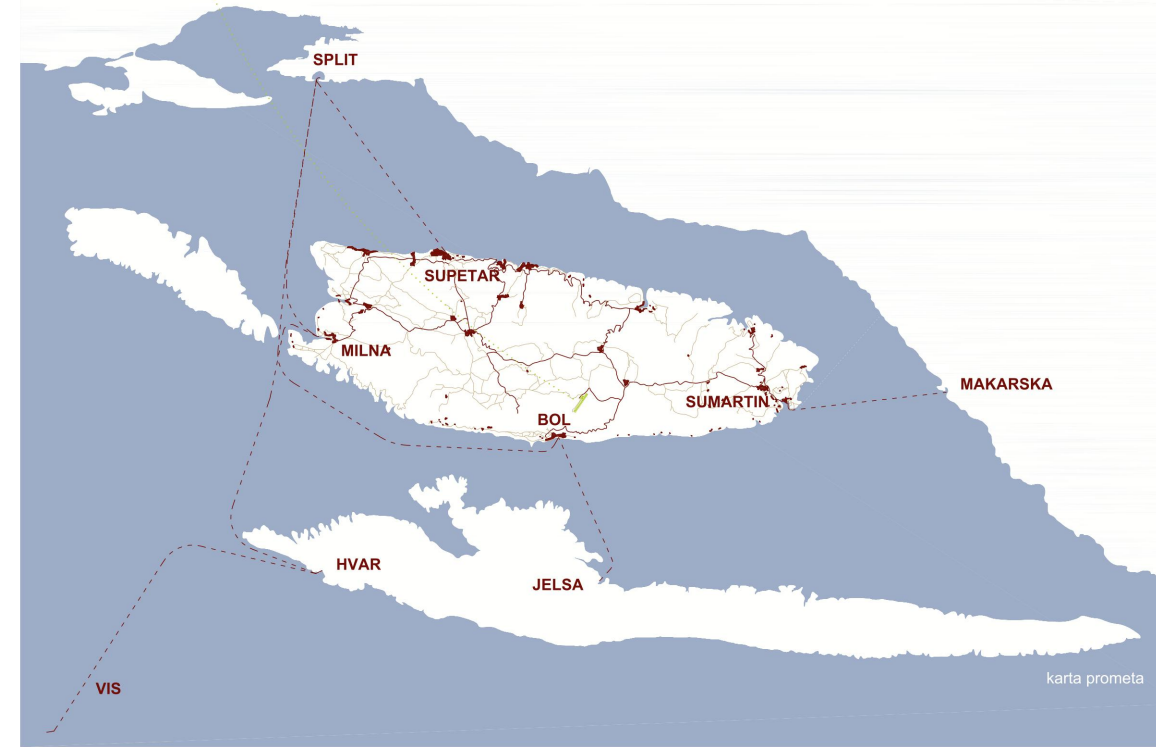 SPLIT
SUPETAR
MILNA
MAKARSKA
SUMARTIN
BOL
HVAR
JELSA
karta prometa
VIS